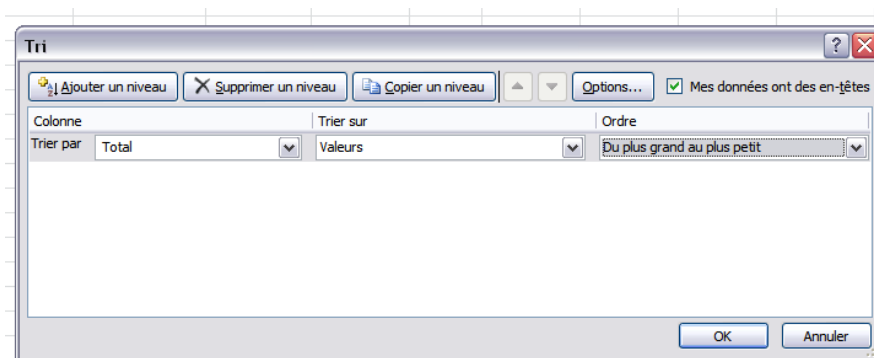 Tri
Ajouter un niveau Supprimer un niveau Copier un niveau Options... Mes données ont des en-têtes
Colonne Trier sur Ordre
Trier par Total Valeurs Du plus grand au plus petit
OK Annuler